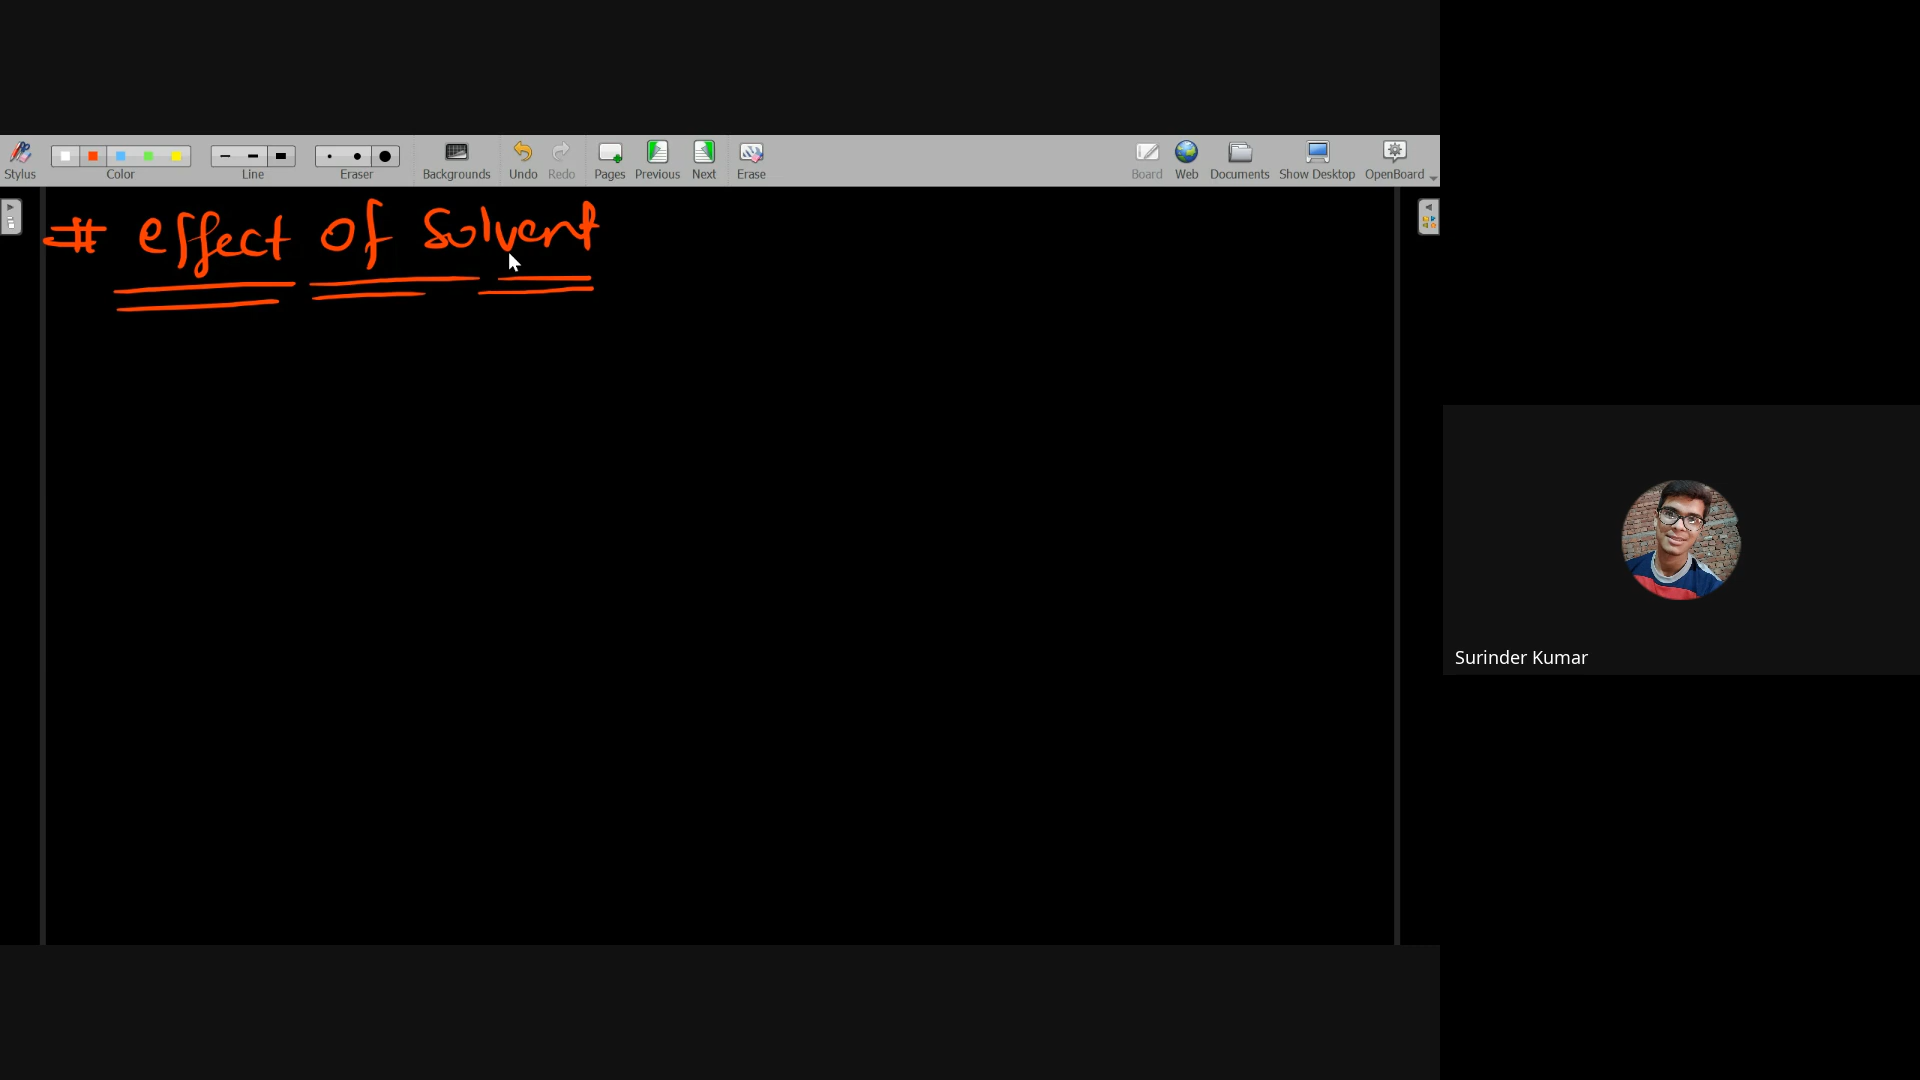 Stylus Color Line Eraser Backgrounds Undo Redo Pages Previous Next Erase Board Web Documents Show Desktop OpenBoard
# effect of Solvent
Surinder Kumar